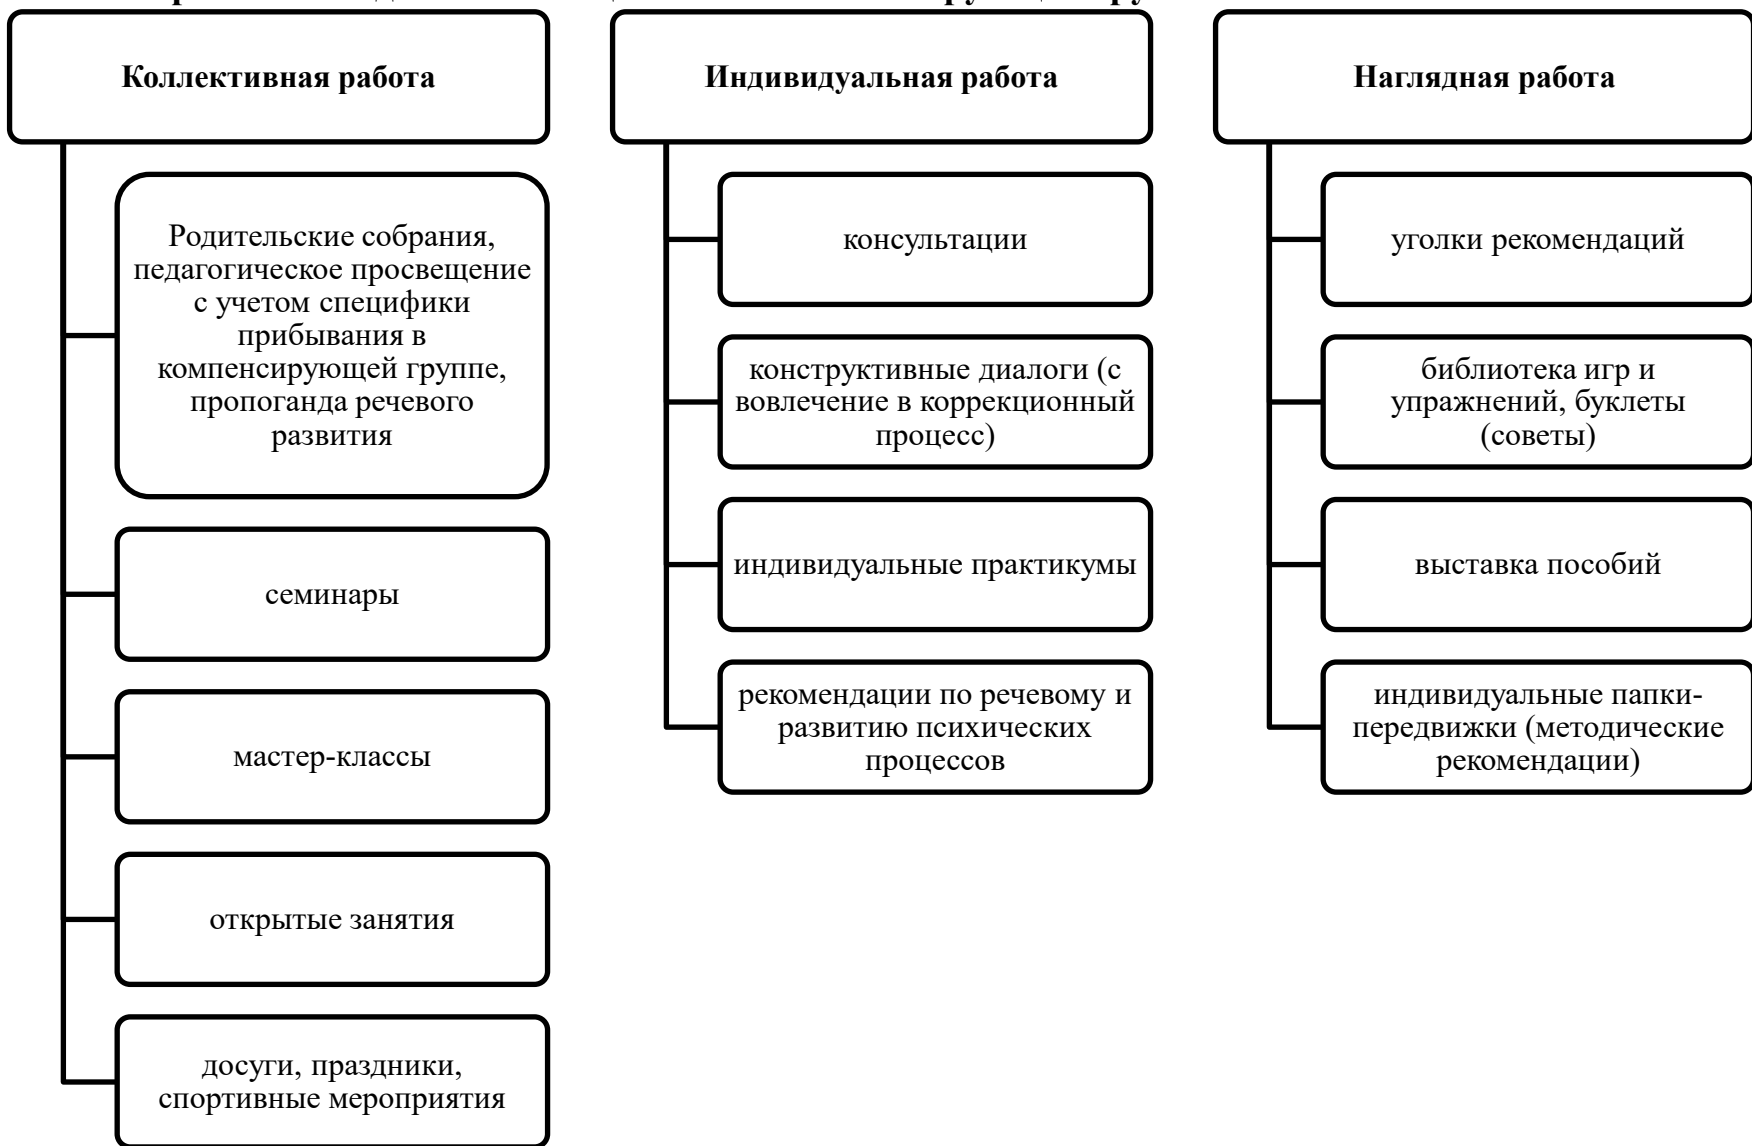 Коллективная работа
Родительские собрания,
педагогическое просвещение
с учетом специфики
прибывания в
компенсирующей группе,
пропоганда речевого
развития
семинары
мастер-классы
открытые занятия
досуги, праздники,
спортивные мероприятия
Индивидуальная работа
консультации
конструктивные диалоги (с
вовлечение в коррекционный
процесс)
индивидуальные практикумы
рекомендации по речевому и
развитию психических
процессов
Наглядная работа
уголки рекомендаций
библиотека игр и
упражнений, буклеты
(советы)
выставка пособий
индивидуальные папки-
передвижки (методические
рекомендации)